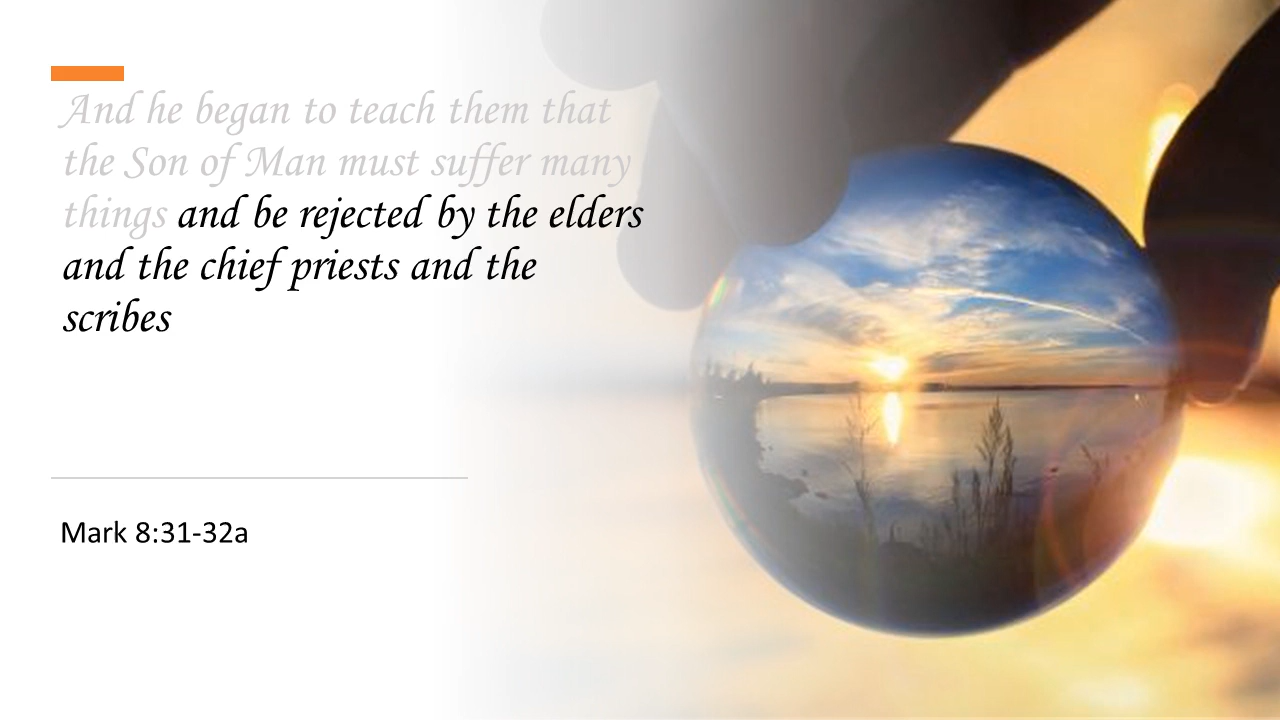 And he began to teach them that
the Son of Man must suffer many
things and be rejected by the elders
and the chief priests and the
scribes
Mark 8:31-32a